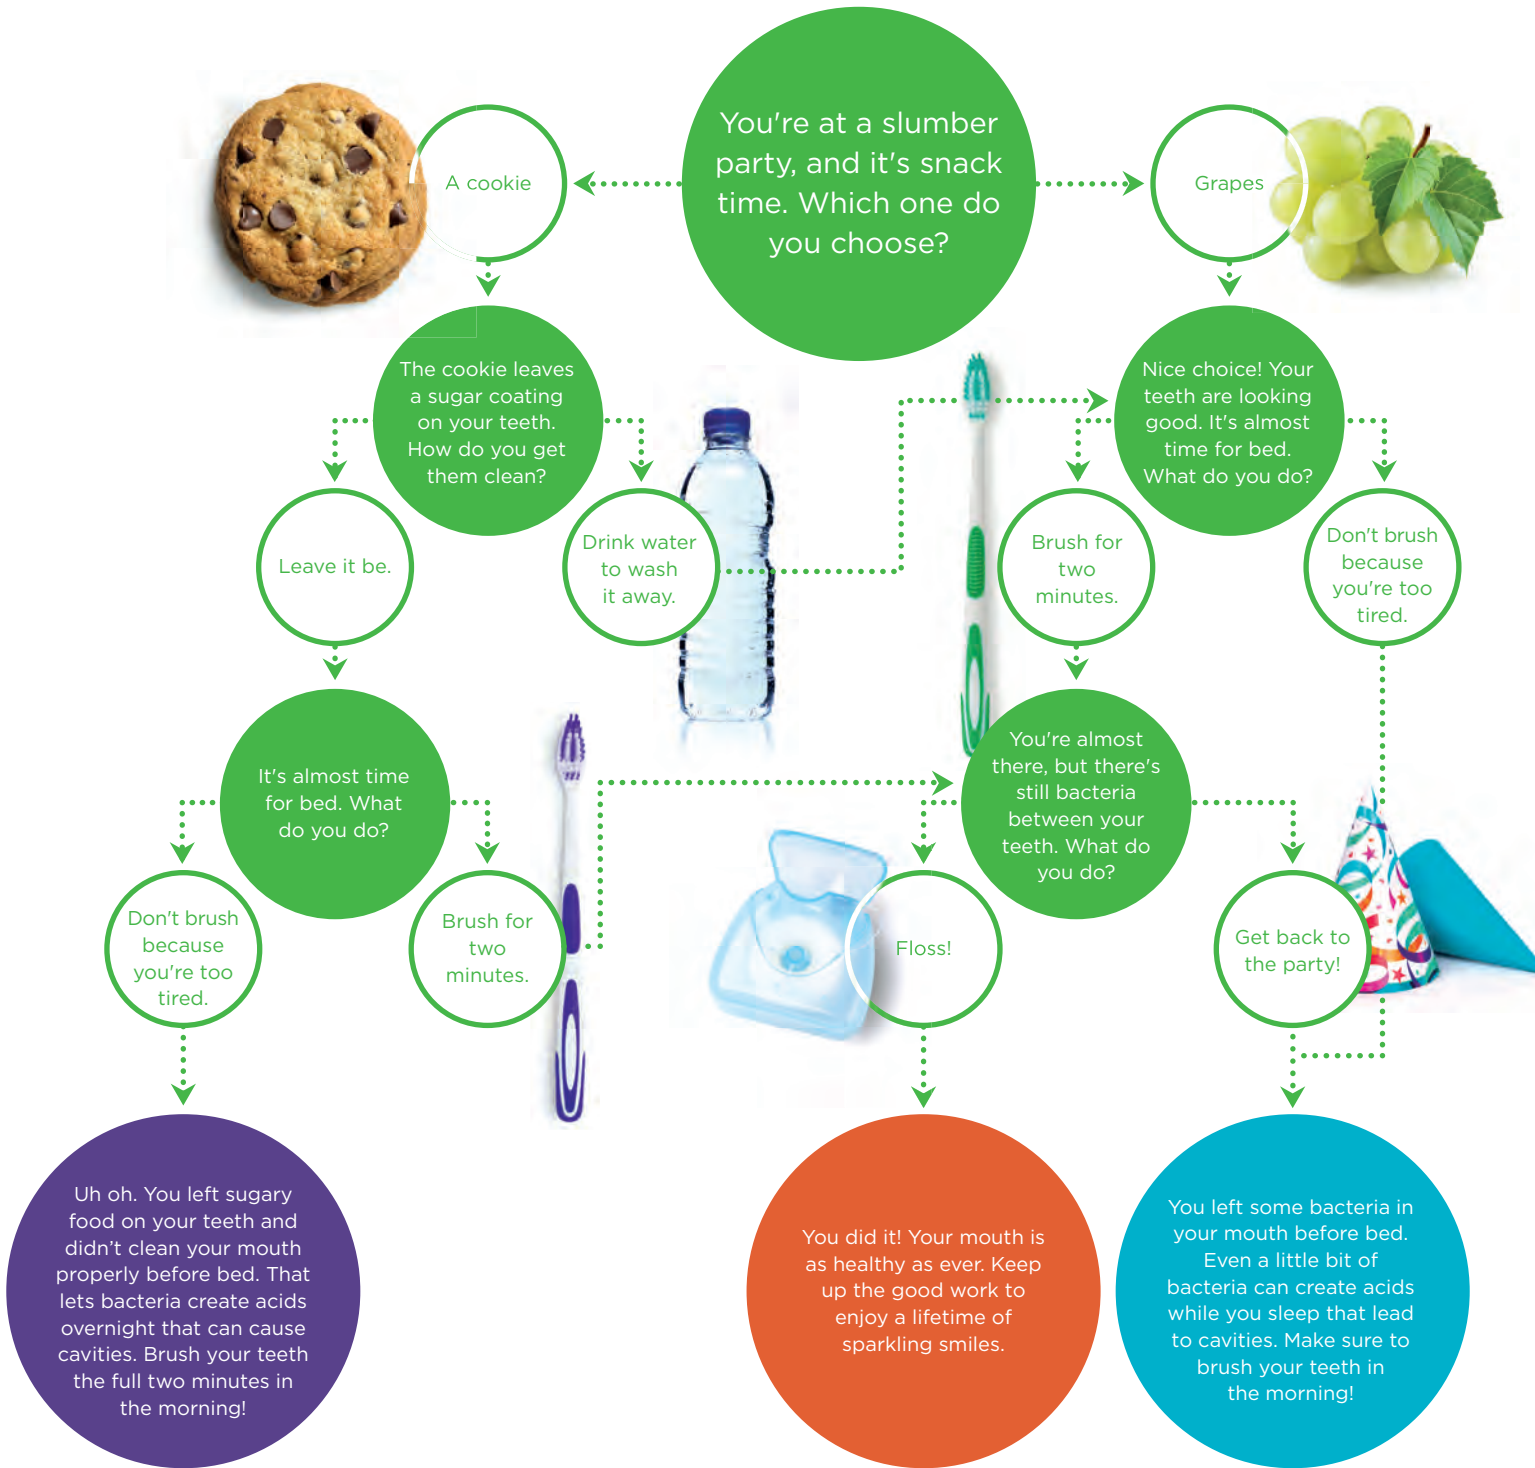 You're at a slumber
party, and it's snack
time. Which one do
you choose?
A cookie
Grapes
The cookie leaves
a sugar coating
on your teeth.
How do you get
them clean?
Nice choice! Your
teeth are looking
good. It's almost
time for bed.
What do you do?
Leave it be.
Drink water
to wash
it away.
Brush for
two
minutes.
Don't brush
because
you're too
tired.
It's almost time
for bed. What
do you do?
You're almost
there, but there's
still bacteria
between your
teeth. What do
you do?
Don't brush
because
you're too
tired.
Brush for
two
minutes.
Floss!
Get back to
the party!
Uh oh. You left sugary
food on your teeth and
didn’t clean your mouth
properly before bed. That
lets bacteria create acids
overnight that can cause
cavities. Brush your teeth
the full two minutes in
the morning!
You did it! Your mouth is
as healthy as ever. Keep
up the good work to
enjoy a lifetime of
sparkling smiles.
You left some bacteria in
your mouth before bed.
Even a little bit of
bacteria can create acids
while you sleep that lead
to cavities. Make sure to
brush your teeth in
the morning!